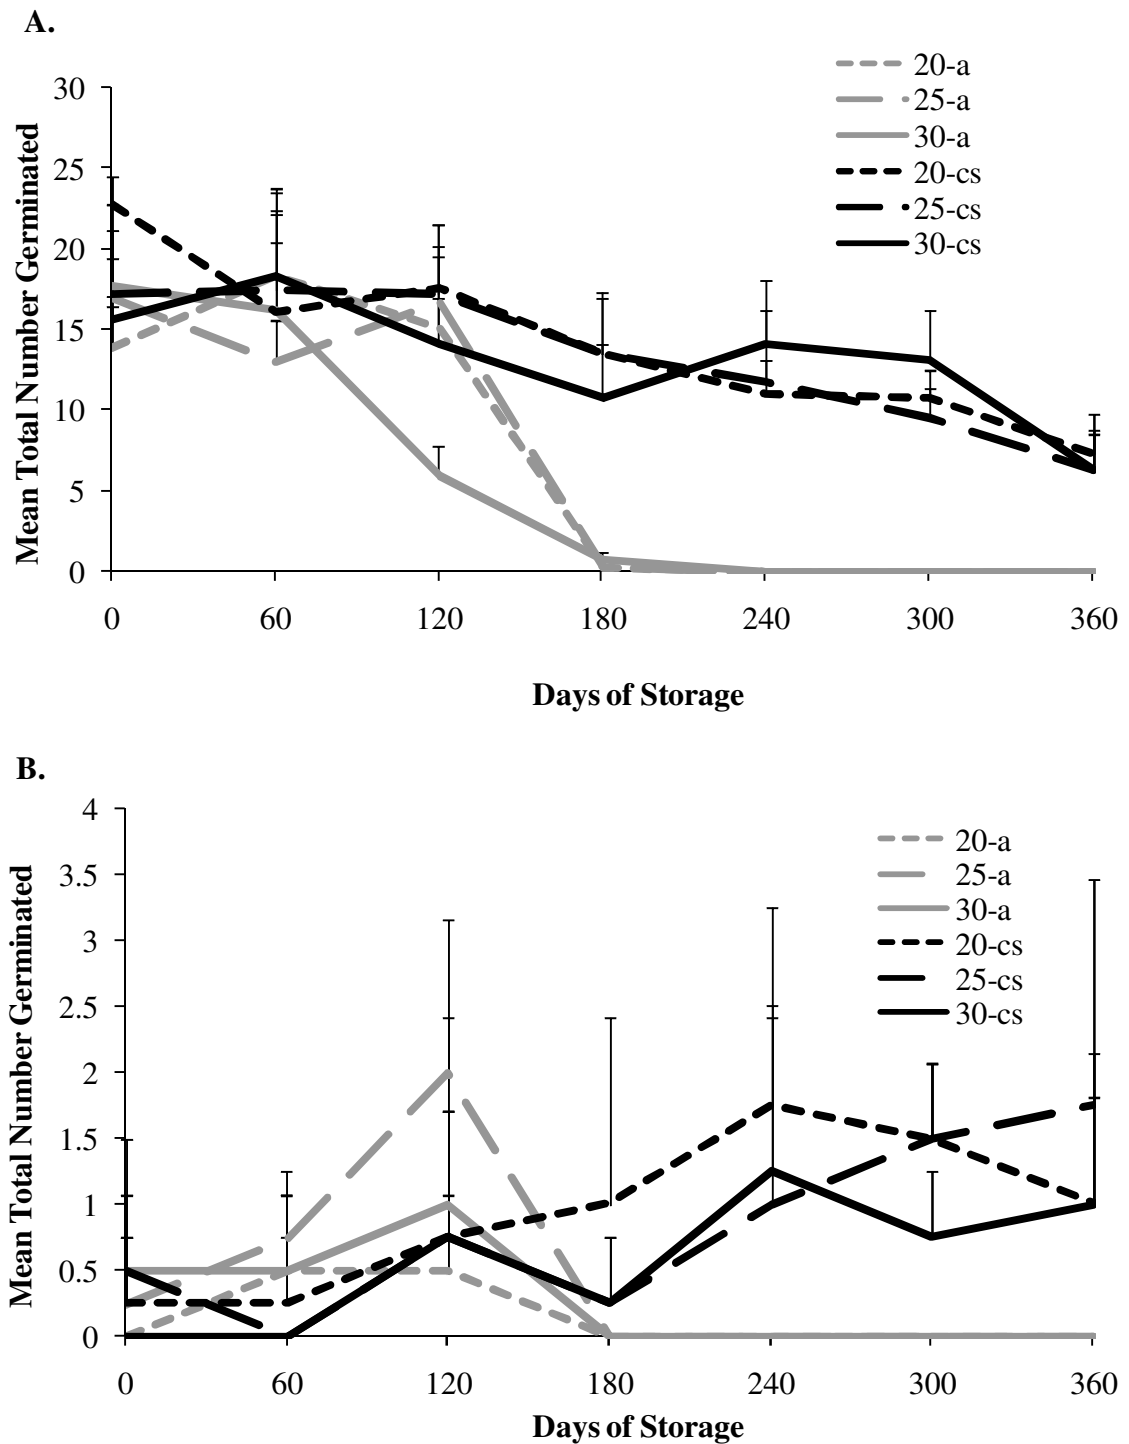 A.
20-a
25-a
30-a
20-cs
25-cs
30-cs
Mean Total Number Germinated
30
25
20
15
10
5
0
0 60 120 180 240 300 360
Days of Storage
B.
20-a
25-a
30-a
20-cs
25-cs
30-cs
Mean Total Number Germinated
4
3.5
3
2.5
2
1.5
1
0.5
0
0 60 120 180 240 300 360
Days of Storage